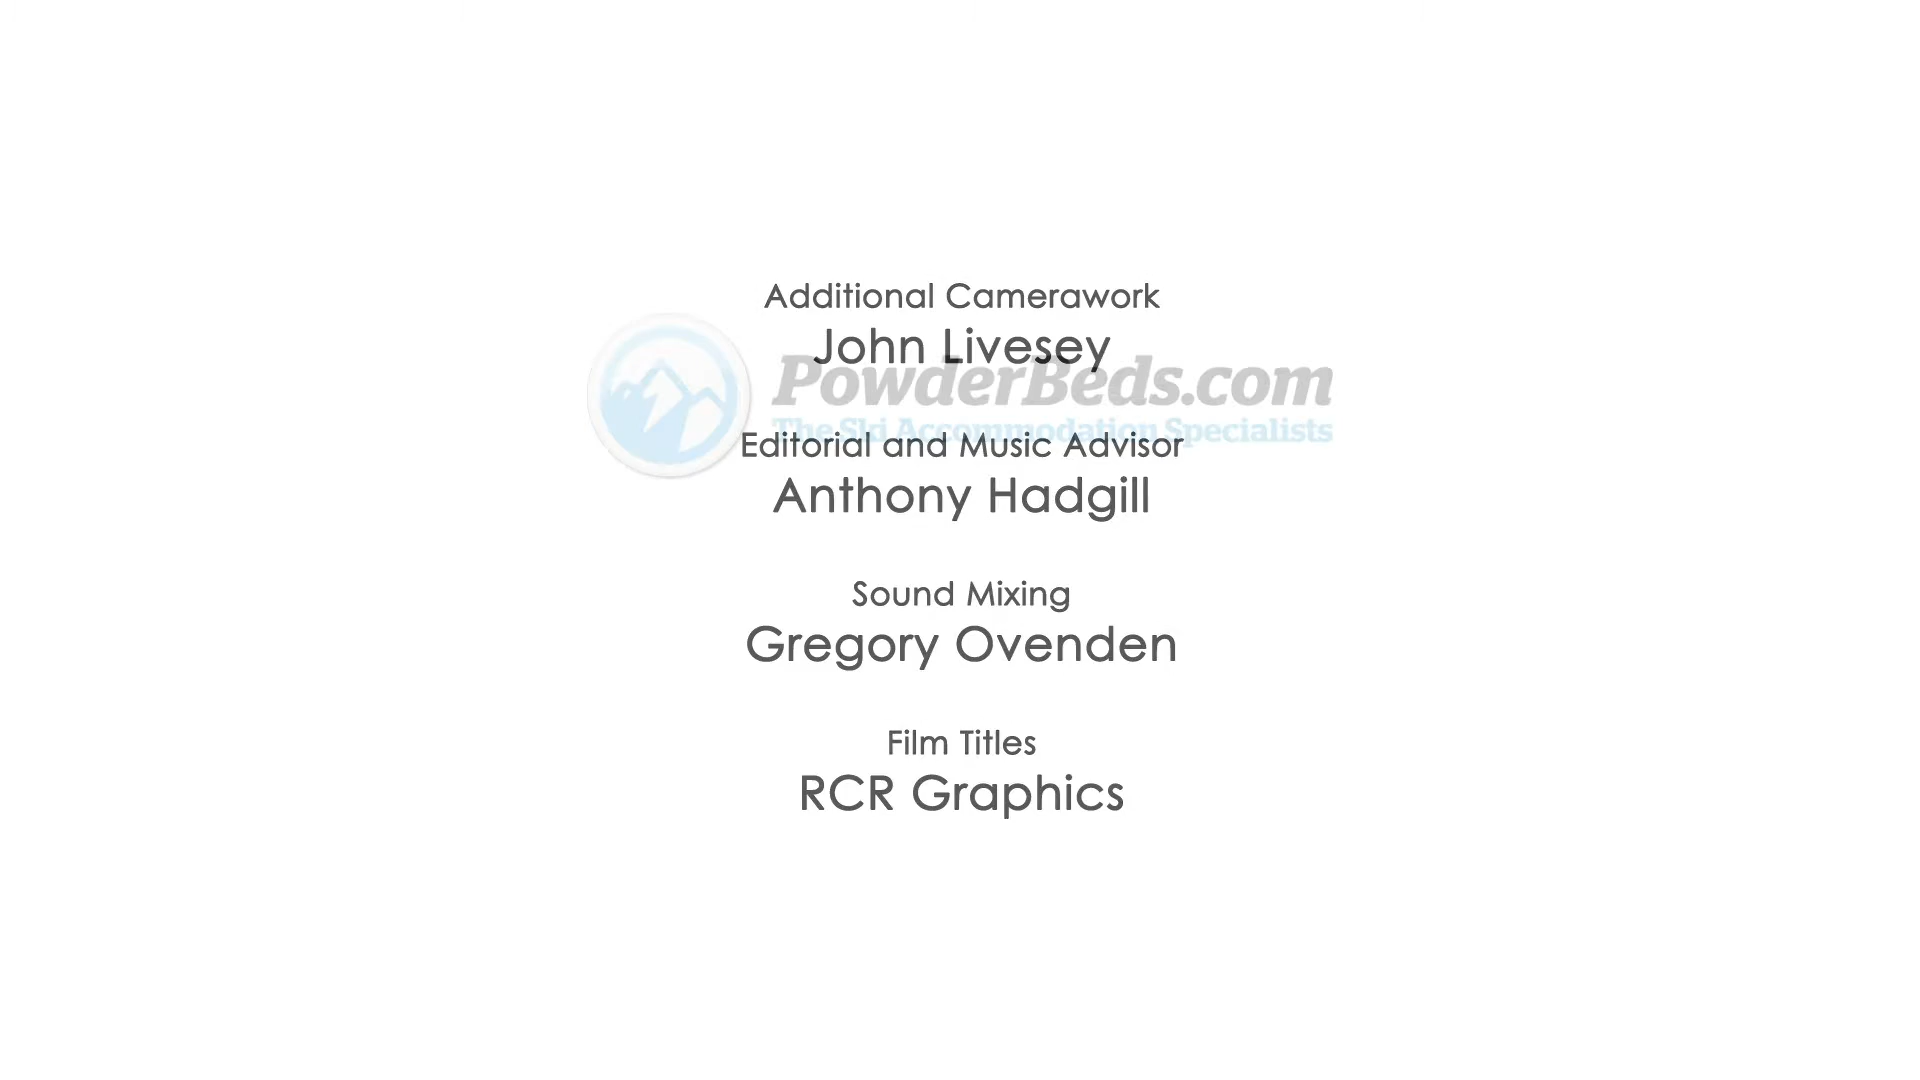 Additional Camerawork
John Livesey
PowderBeds.com
The Ski Accommodation Specialists
Editorial and Music Advisor
Anthony Hadgill
Sound Mixing
Gregory Ovenden
Film Titles
RCR Graphics